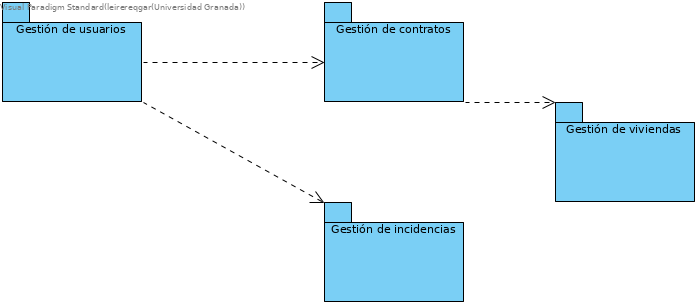 Visual Paradigm Standard(leirereqgar(Universidad Granada))
Gestión de usuarios
Gestión de contratos
Gestión de viviendas
Gestión de incidencias